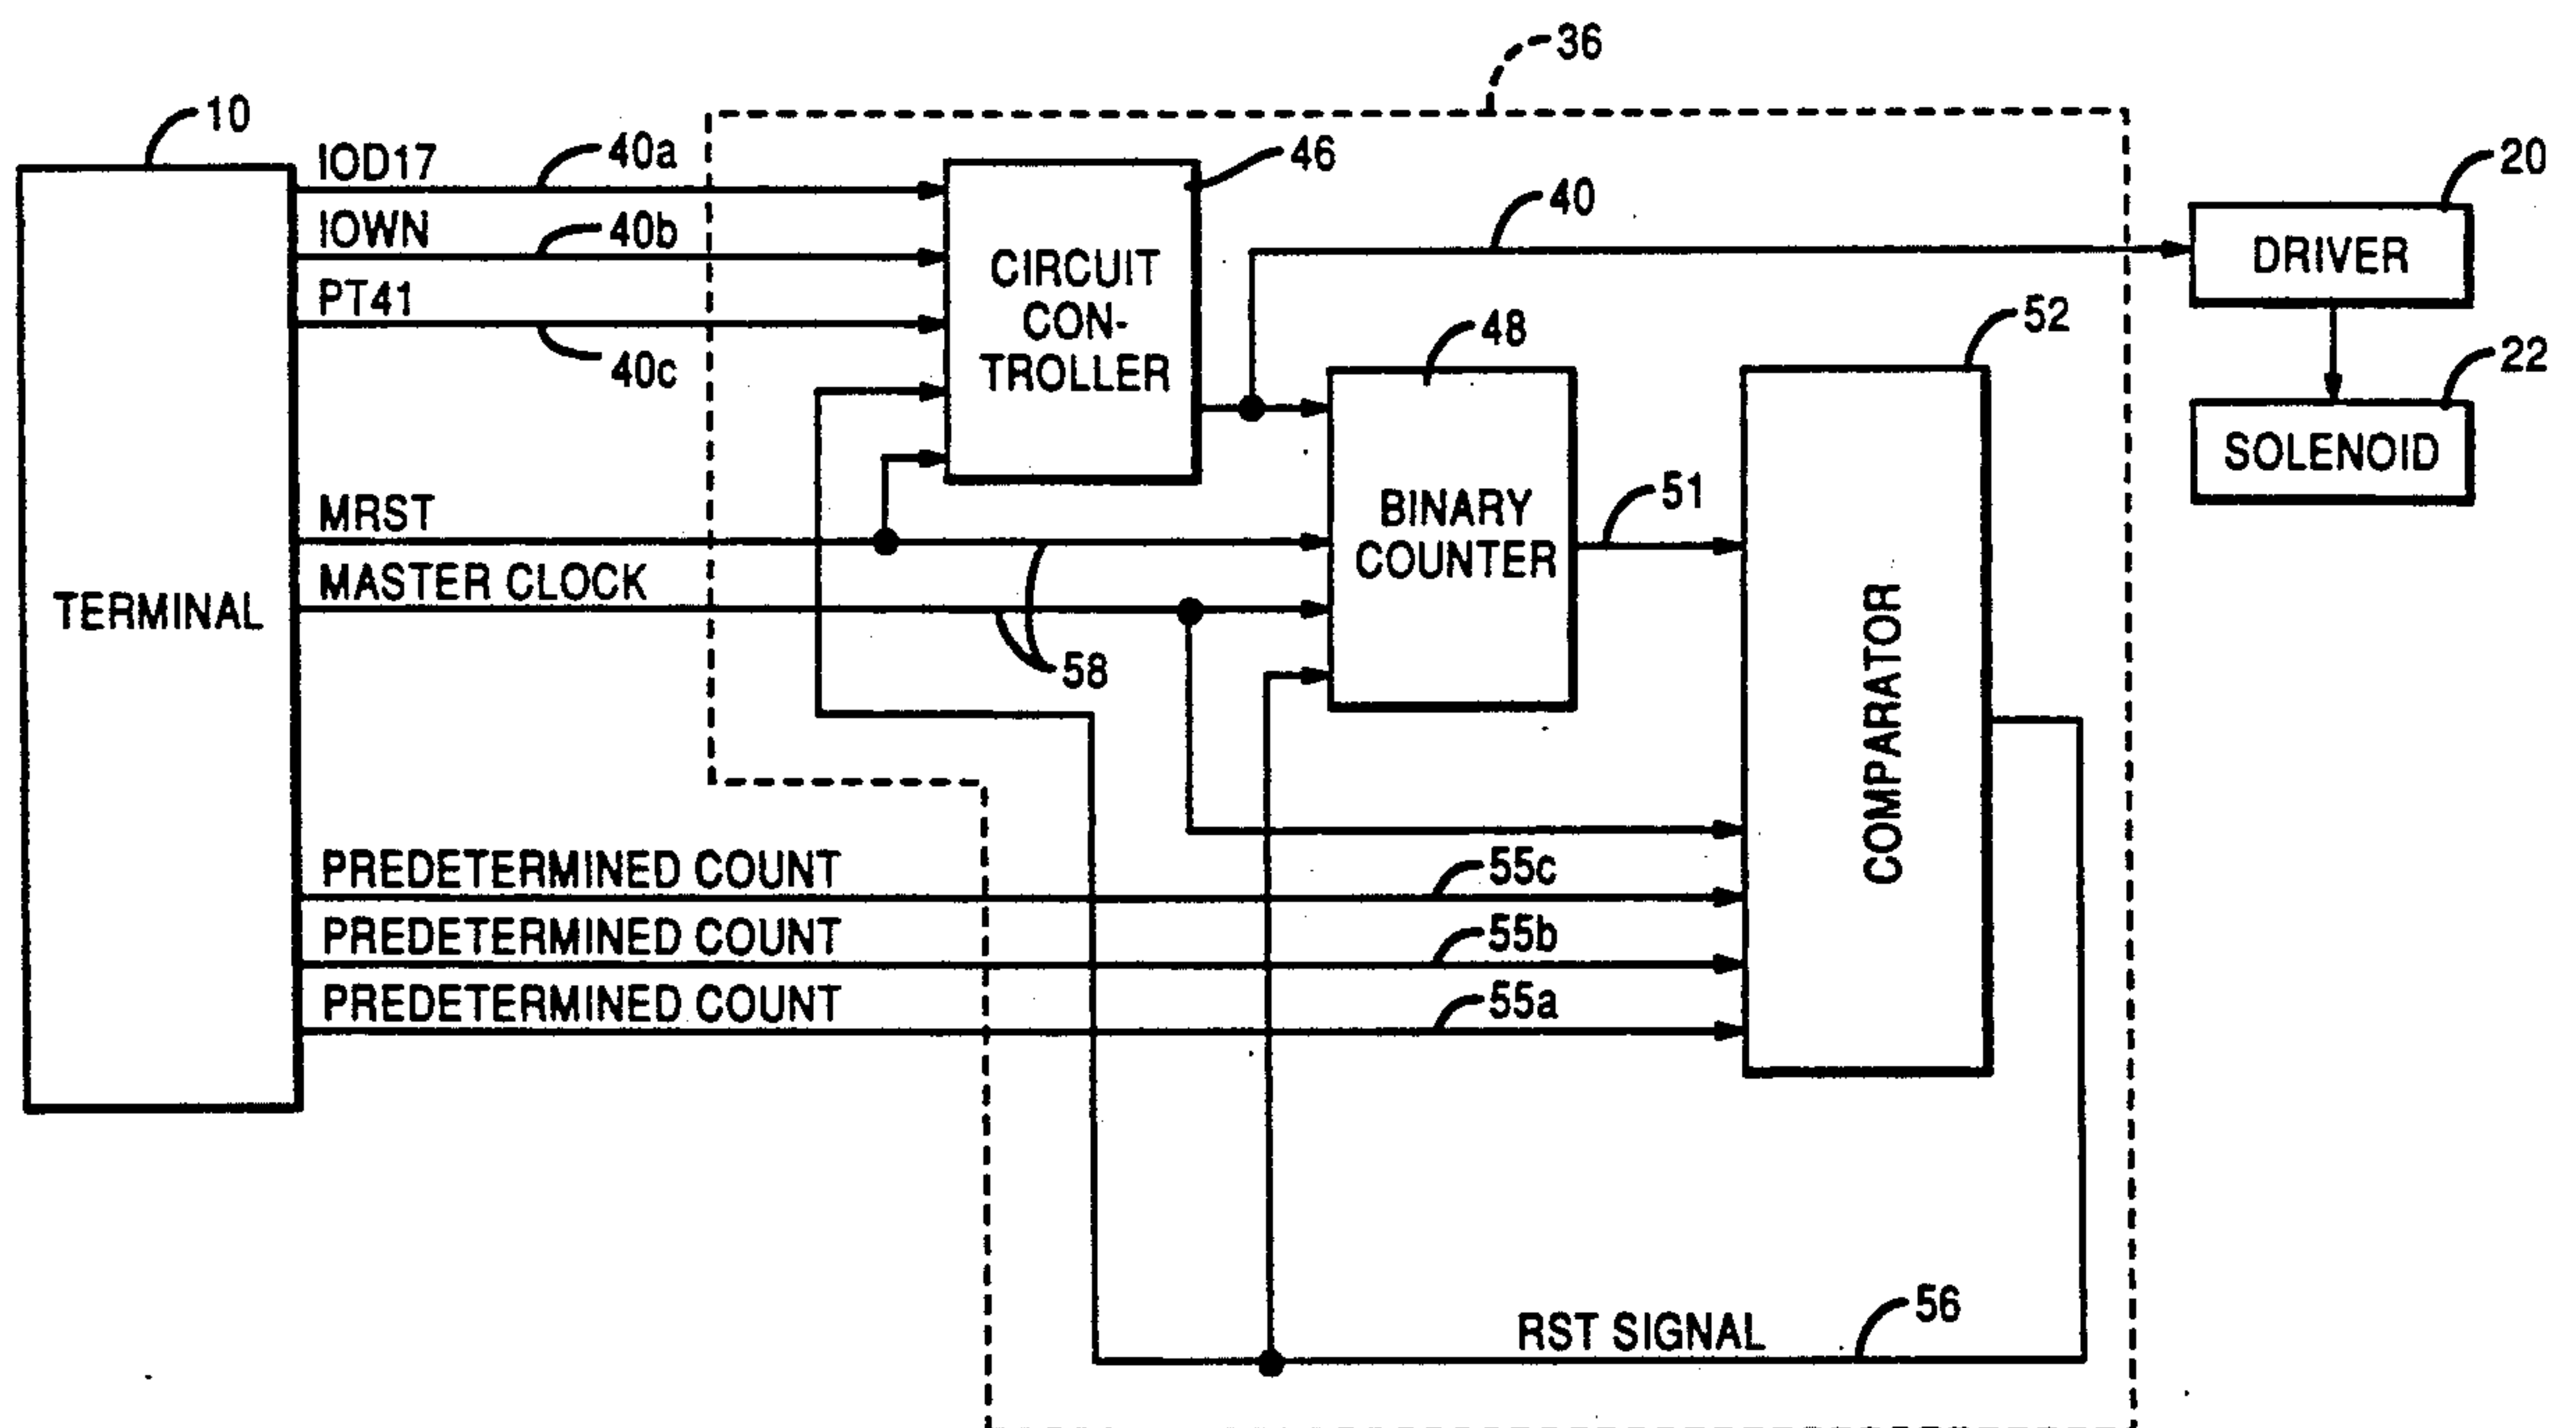 36
10
IOD17
40a
46
20
IOWN
40b
40
DRIVER
PT41
40c
CIRCUIT
CON-
TROLLER
48
52
22
SOLENOID
MRST
BINARY
COUNTER
51
MASTER CLOCK
TERMINAL
58
COMPARATOR
PREDETERMINED COUNT
55c
PREDETERMINED COUNT
55b
PREDETERMINED COUNT
55a
RST SIGNAL
56